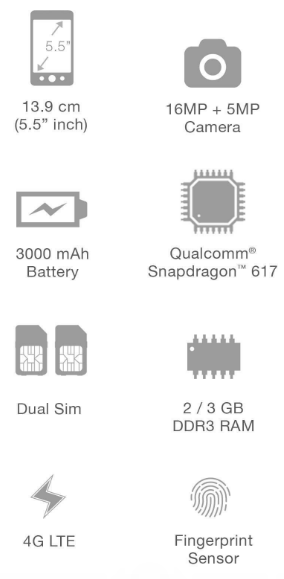 5.5"
13.9 cm
(5.5" inch)
16MP + 5MP
Camera
3000 mAh
Battery
Qualcomm®
Snapdragon™ 617
Dual Sim
2 / 3 GB
DDR3 RAM
4G LTE
Fingerprint
Sensor